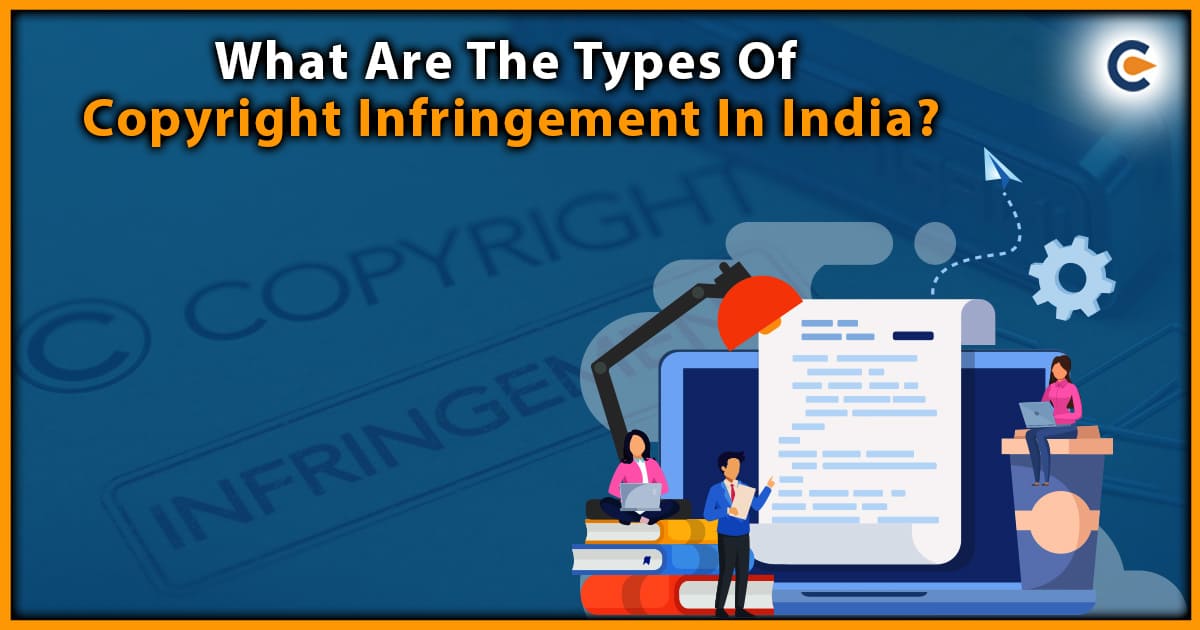 What Are The Types Of
Copyright Infringement In India?
© COPYRIGHT
INFRINGEMENT